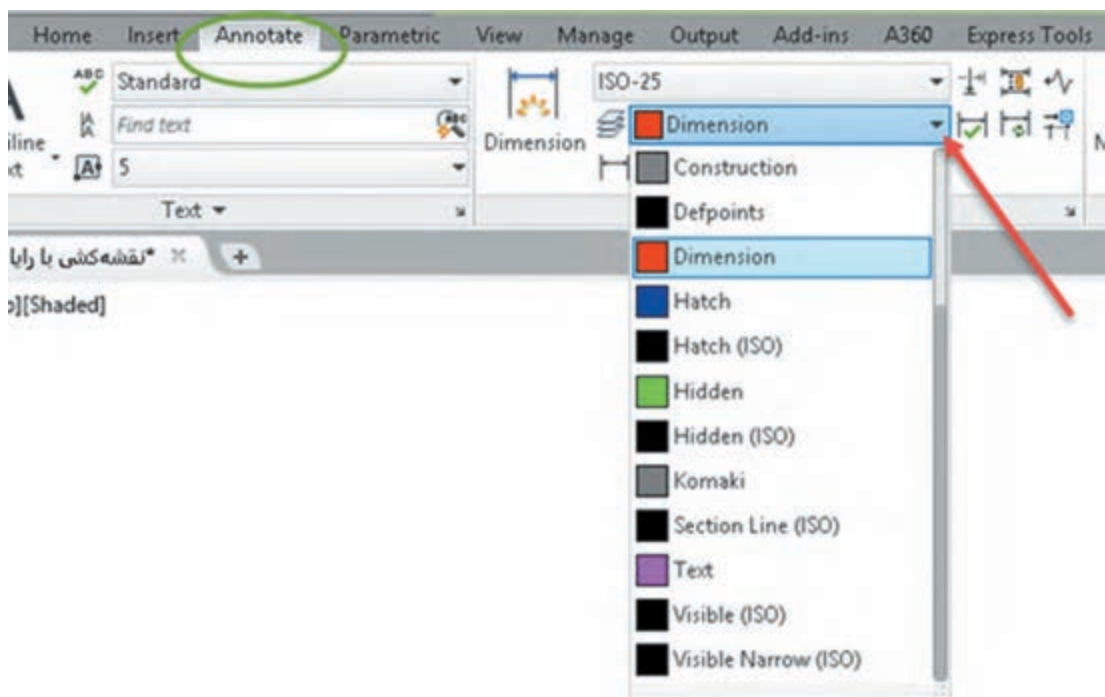 Home Insert Annotate Parametric View Manage Output Add-ins A360 Express Tools
ABC Standard ISO-25
Find text ABC Dimension
Dimension
A 5 Construction
Text Defpoints
*نقشه‌کشی با رایا
Dimension
][Shaded] Hatch
Hatch (ISO)
Hidden
Hidden (ISO)
Komaki
Section Line (ISO)
Text
Visible (ISO)
Visible Narrow (ISO)